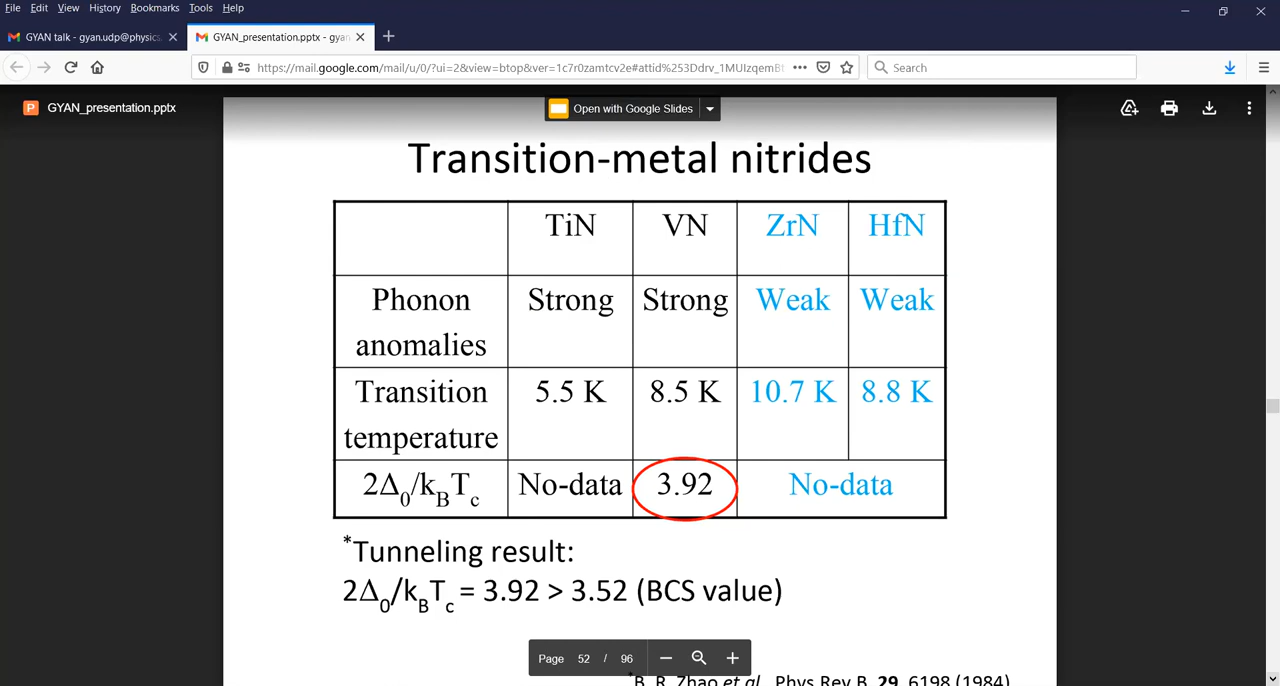 File Edit View History Bookmarks Tools Help
GYAN talk - gyan.udp@physics.
GYAN_presentation.pptx - gyan
https://mail.google.com/mail/u/0/?ui=2&view=btop&ver=1c7r0zamtcv2e#attid%253Ddrv_1MUIzqemB
Search
GYAN_presentation.pptx
Open with Google Slides
Transition-metal nitrides
TiN VN ZrN HfN
Phonon anomalies Strong Strong Weak Weak
Transition temperature 5.5 K 8.5 K 10.7 K 8.8 K
2Δ0/kBTc No-data 3.92 No-data
*Tunneling result:
2Δ0/kBTc = 3.92 > 3.52 (BCS value)
Page 52 / 96
*B. R. Zhao et al., Phys Rev B, 29, 6198 (1984)